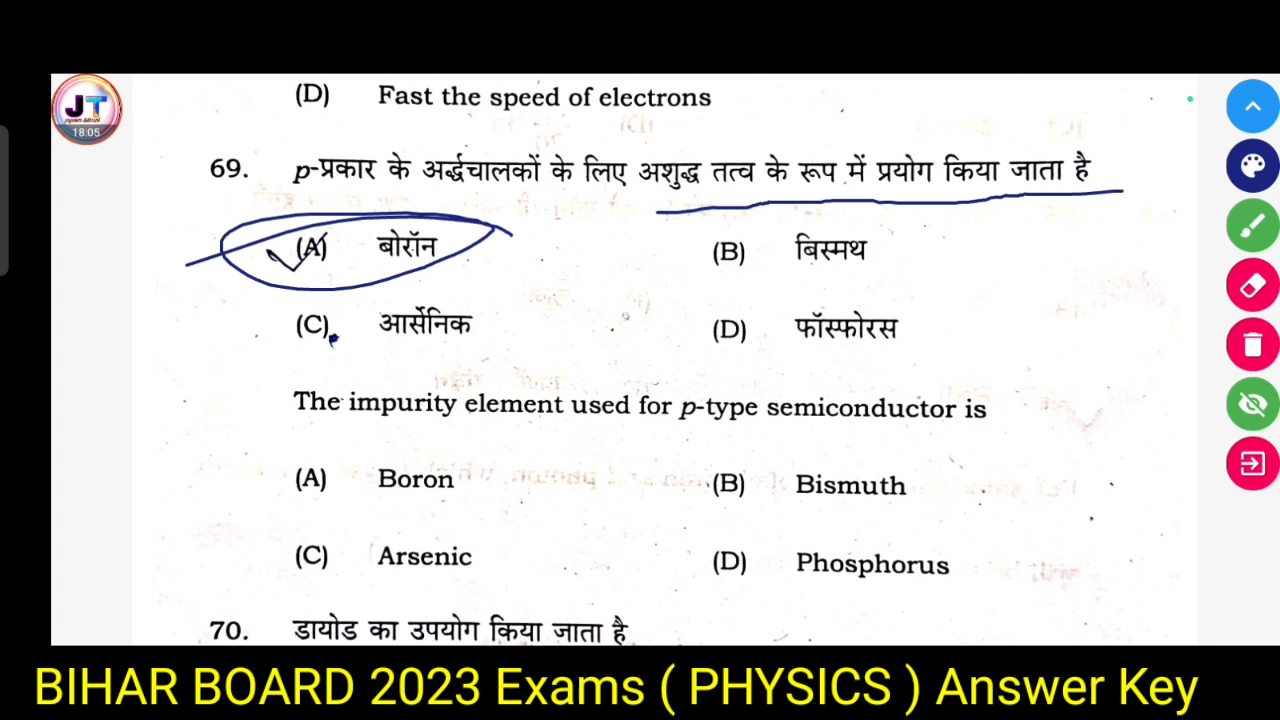 JT
18:05
(D) Fast the speed of electrons
69. p-प्रकार के अर्द्धचालकों के लिए अशुद्ध तत्व के रूप में प्रयोग किया जाता है
(A) बोरॉन (B) बिस्मथ
(C) आर्सेनिक (D) फॉस्फोरस
The impurity element used for p-type semiconductor is
(A) Boron (B) Bismuth
(C) Arsenic (D) Phosphorus
70. डायोड का उपयोग किया जाता है
BIHAR BOARD 2023 Exams ( PHYSICS ) Answer Key